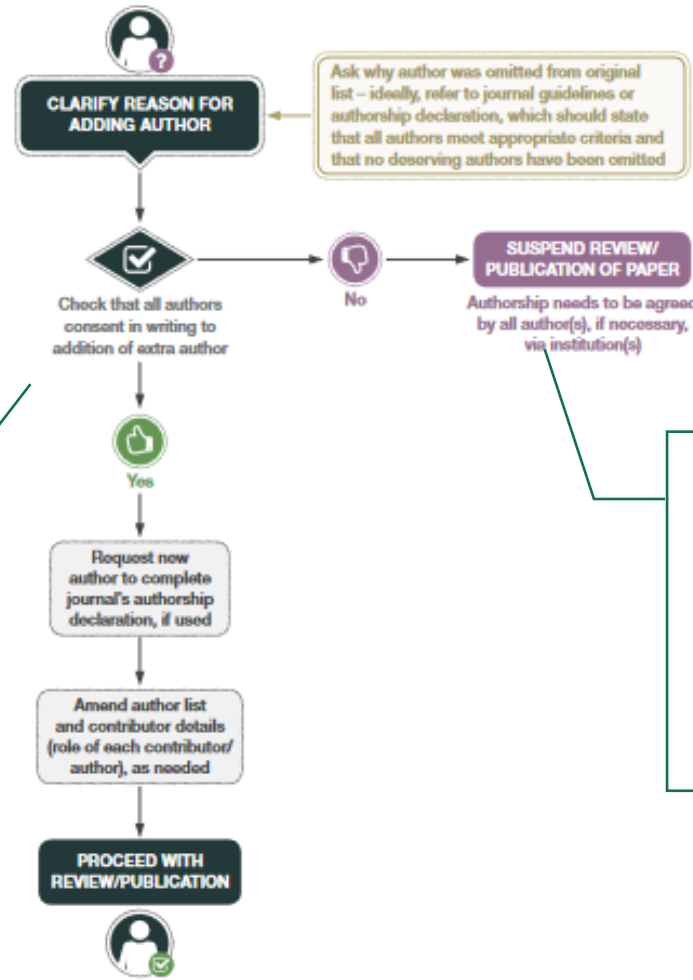 ?
CLARIFY REASON FOR
ADDING AUTHOR
Ask why author was omitted from original
list – ideally, refer to journal guidelines or
authorship declaration, which should state
that all authors meet appropriate criteria and
that no deserving authors have been omitted
Check that all authors
consent in writing to
addition of extra author
No
SUSPEND REVIEW/
PUBLICATION OF PAPER
Authorship needs to be agreed
by all author(s), if necessary,
via institution(s)
Yes
Request new
author to complete
journal's authorship
declaration, if used
Amend author list
and contributor details
(role of each contributor/
author), as needed
PROCEED WITH
REVIEW/PUBLICATION